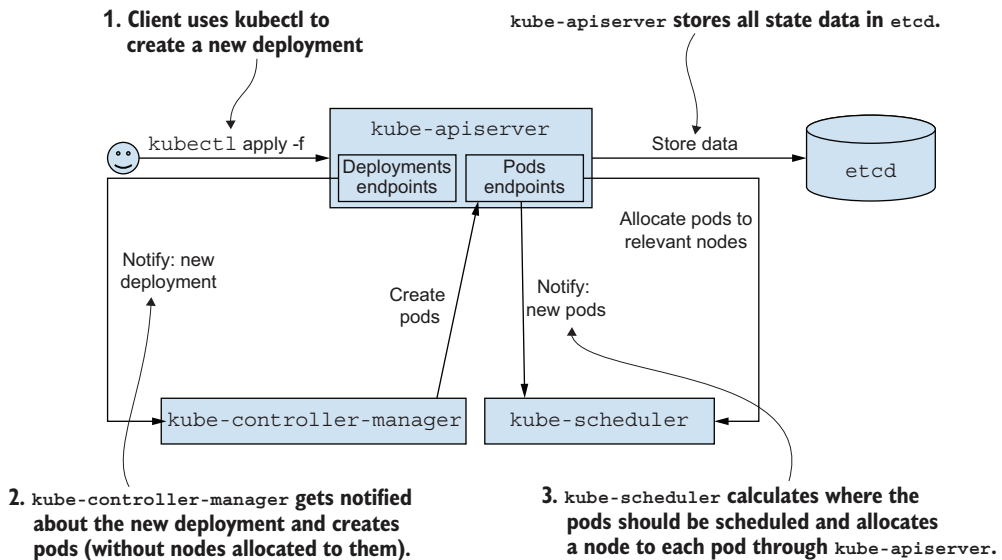 1. Client uses kubectl to
create a new deployment
kube-apiserver stores all state data in etcd.
kube-apiserver
kubectl apply -f
Store data
etcd
Deployments
endpoints
Pods
endpoints
Allocate pods to
relevant nodes
Notify: new
deployment
Create
pods
Notify:
new pods
kube-controller-manager
kube-scheduler
2. kube-controller-manager gets notified
about the new deployment and creates
pods (without nodes allocated to them).
3. kube-scheduler calculates where the
pods should be scheduled and allocates
a node to each pod through kube-apiserver.